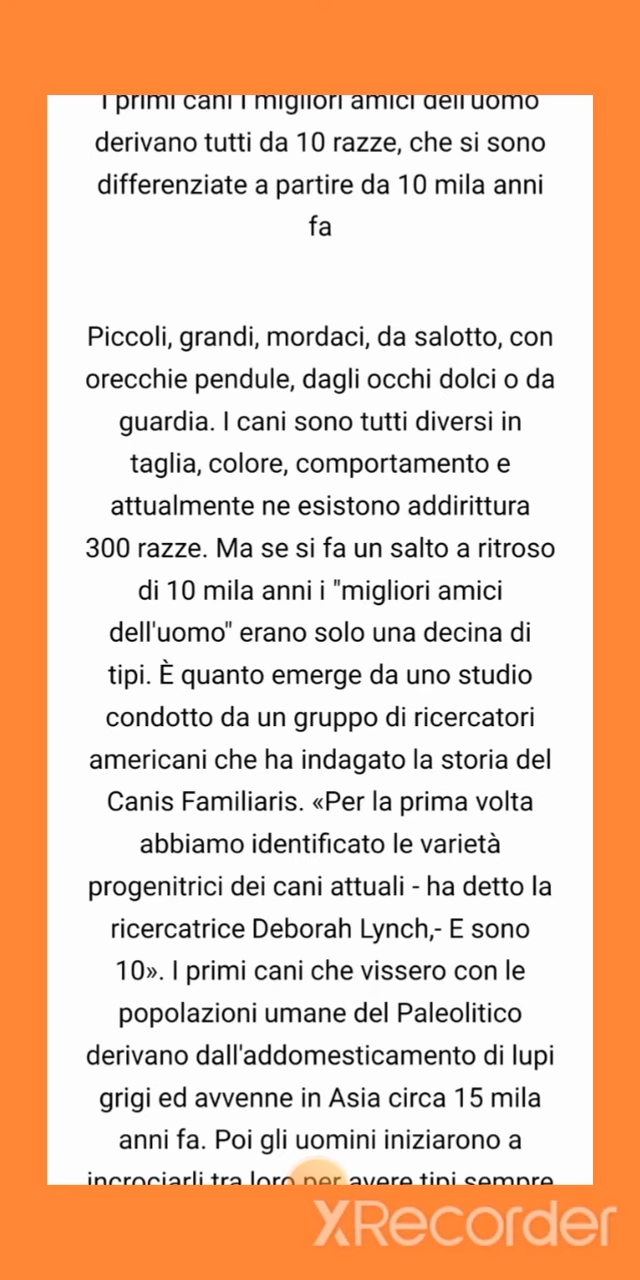 I primi cani i migliori amici dell'uomo
derivano tutti da 10 razze, che si sono
differenziate a partire da 10 mila anni
fa
Piccoli, grandi, mordaci, da salotto, con
orecchie pendule, dagli occhi dolci o da
guardia. I cani sono tutti diversi in
taglia, colore, comportamento e
attualmente ne esistono addirittura
300 razze. Ma se si fa un salto a ritroso
di 10 mila anni i "migliori amici
dell'uomo" erano solo una decina di
tipi. È quanto emerge da uno studio
condotto da un gruppo di ricercatori
americani che ha indagato la storia del
Canis Familiaris. «Per la prima volta
abbiamo identificato le varietà
progenitrici dei cani attuali - ha detto la
ricercatrice Deborah Lynch,- E sono
10». I primi cani che vissero con le
popolazioni umane del Paleolitico
derivano dall'addomesticamento di lupi
grigi ed avvenne in Asia circa 15 mila
anni fa. Poi gli uomini iniziarono a
incrociarli tra loro per avere tipi sempre
XRecorder